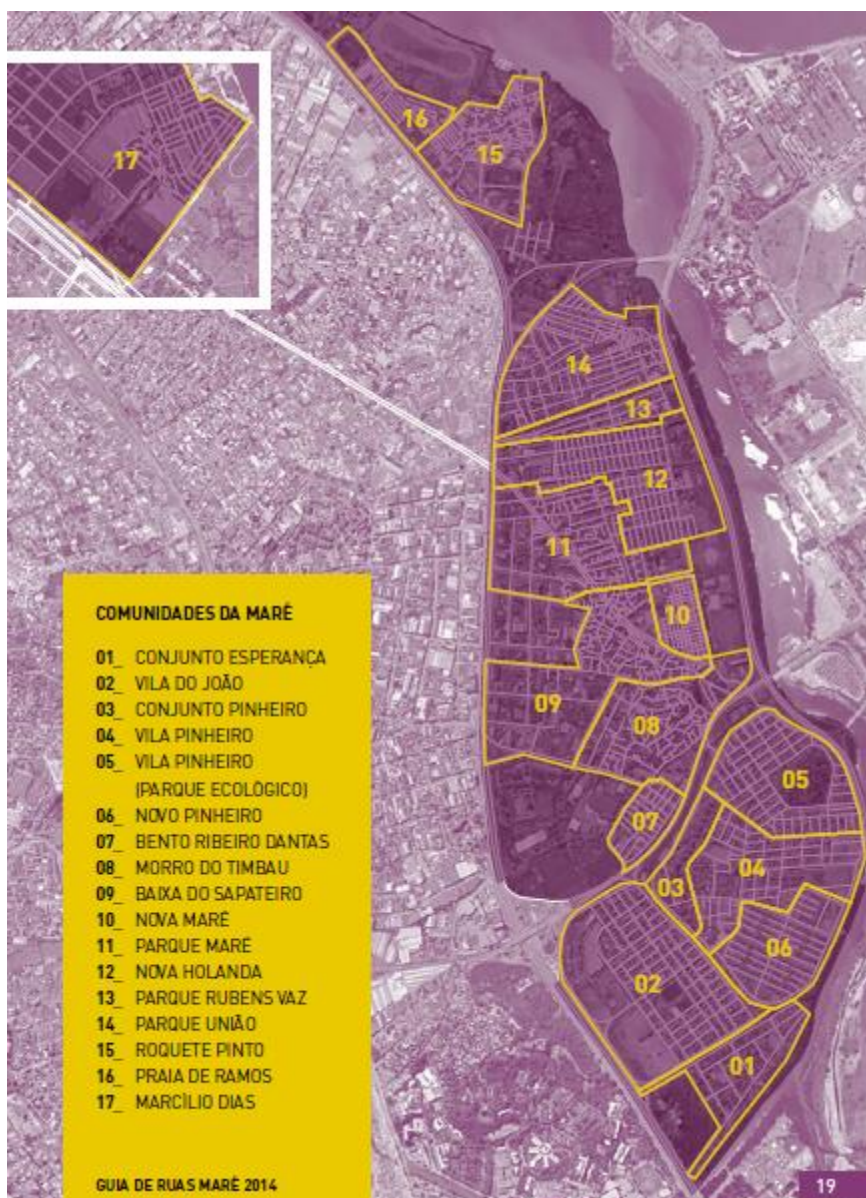 17
16
15
14
13
12
11
10
09
08
05
07
04
03
06
02
01
COMUNIDADES DA MARÉ
01_ CONJUNTO ESPERANÇA
02_ VILA DO JOÃO
03_ CONJUNTO PINHEIRO
04_ VILA PINHEIRO
05_ VILA PINHEIRO
(PARQUE ECOLÓGICO)
06_ NOVO PINHEIRO
07_ BENTO RIBEIRO DANTAS
08_ MORRO DO TIMBAU
09_ BAIXA DO SAPATEIRO
10_ NOVA MARÉ
11_ PARQUE MARÉ
12_ NOVA HOLANDA
13_ PARQUE RUBENS VAZ
14_ PARQUE UNIÃO
15_ ROQUETE PINTO
16_ PRAIA DE RAMOS
17_ MARCÍLIO DIAS
GUIA DE RUAS MARÉ 2014
19